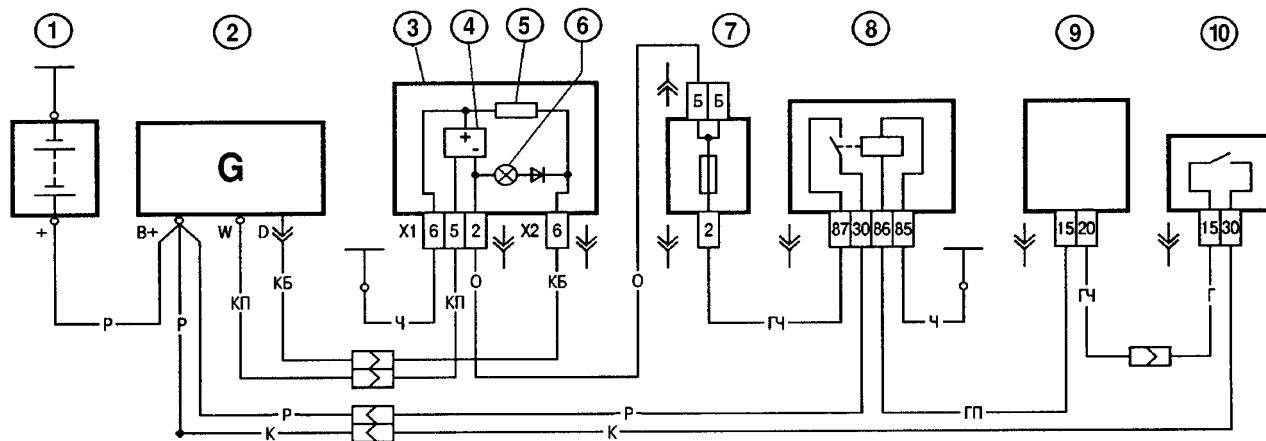 1 2 3 4 5 6 7 8 9 10
G
+ -
Б Б
+ B+ W D
X1 6 5 2 X2 6
2
87 30 86 85
15 20
15 30
КП КБ Ч КП О КБ О ГЧ Ч ГЧ Г
Р Р
Р Р ГП
К К